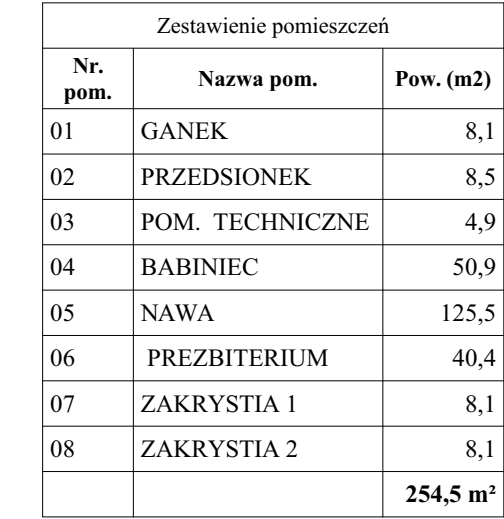 Zestawienie pomieszczeń
Nr. pom. Nazwa pom. Pow. (m2)
01 GANEK 8,1
02 PRZEDSIONEK 8,5
03 POM. TECHNICZNE 4,9
04 BABINIEC 50,9
05 NAWA 125,5
06 PREZBITERIUM 40,4
07 ZAKRYSTIA 1 8,1
08 ZAKRYSTIA 2 8,1
254,5 m²